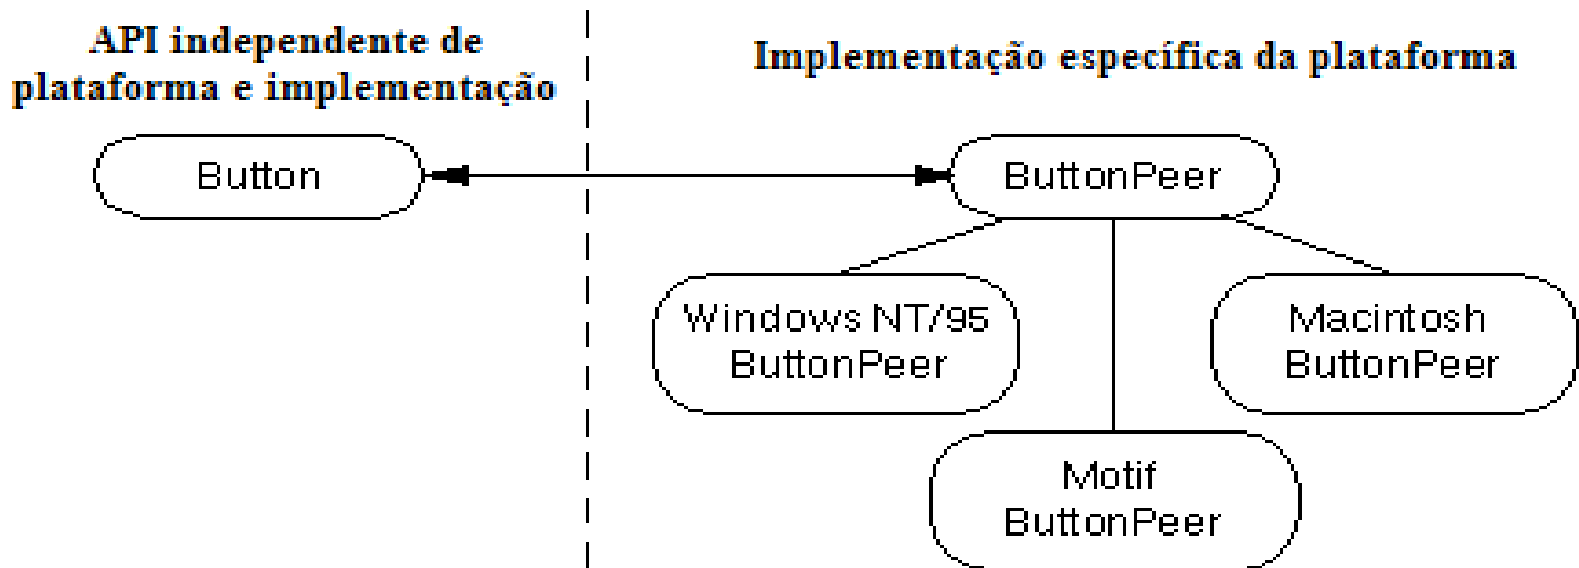 API independente de
plataforma e implementação
Implementação específica da plataforma
Button
ButtonPeer
Windows NT/95
ButtonPeer
Macintosh
ButtonPeer
Motif
ButtonPeer